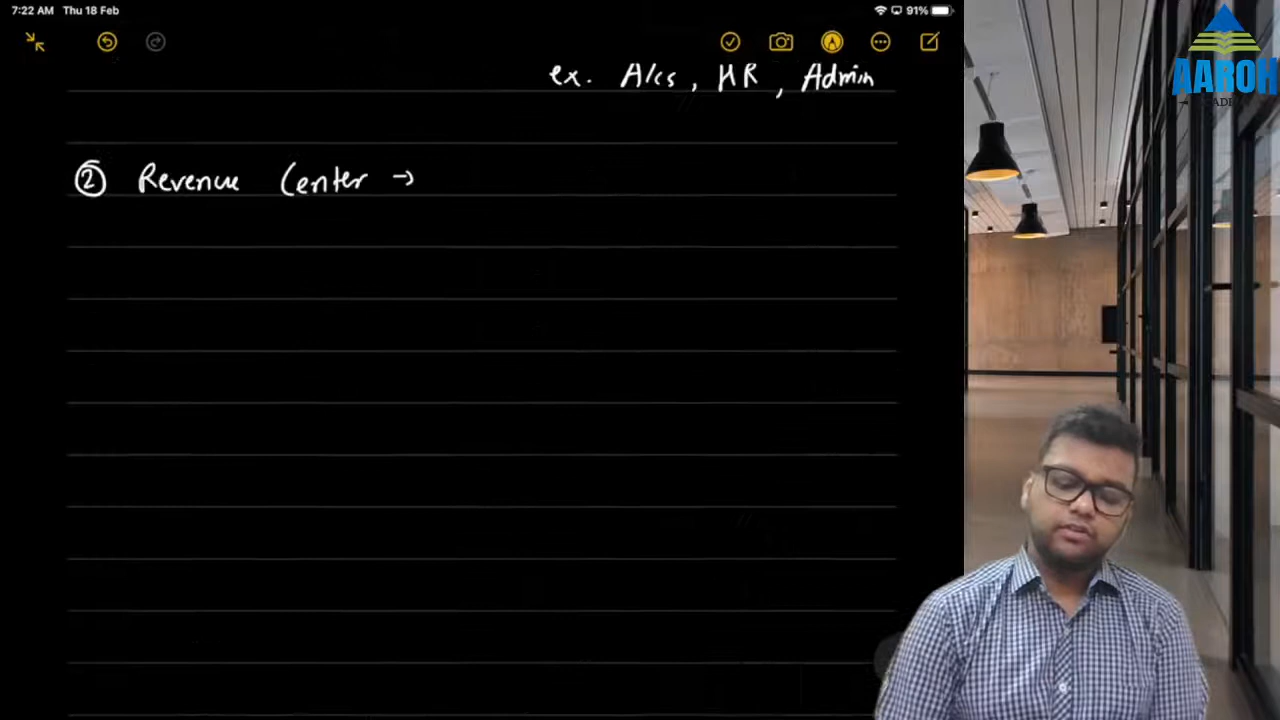 7:22 AM Thu 18 Feb
91%
ex. A/cs, HR, Admin
② Revenue Center →
AAROH